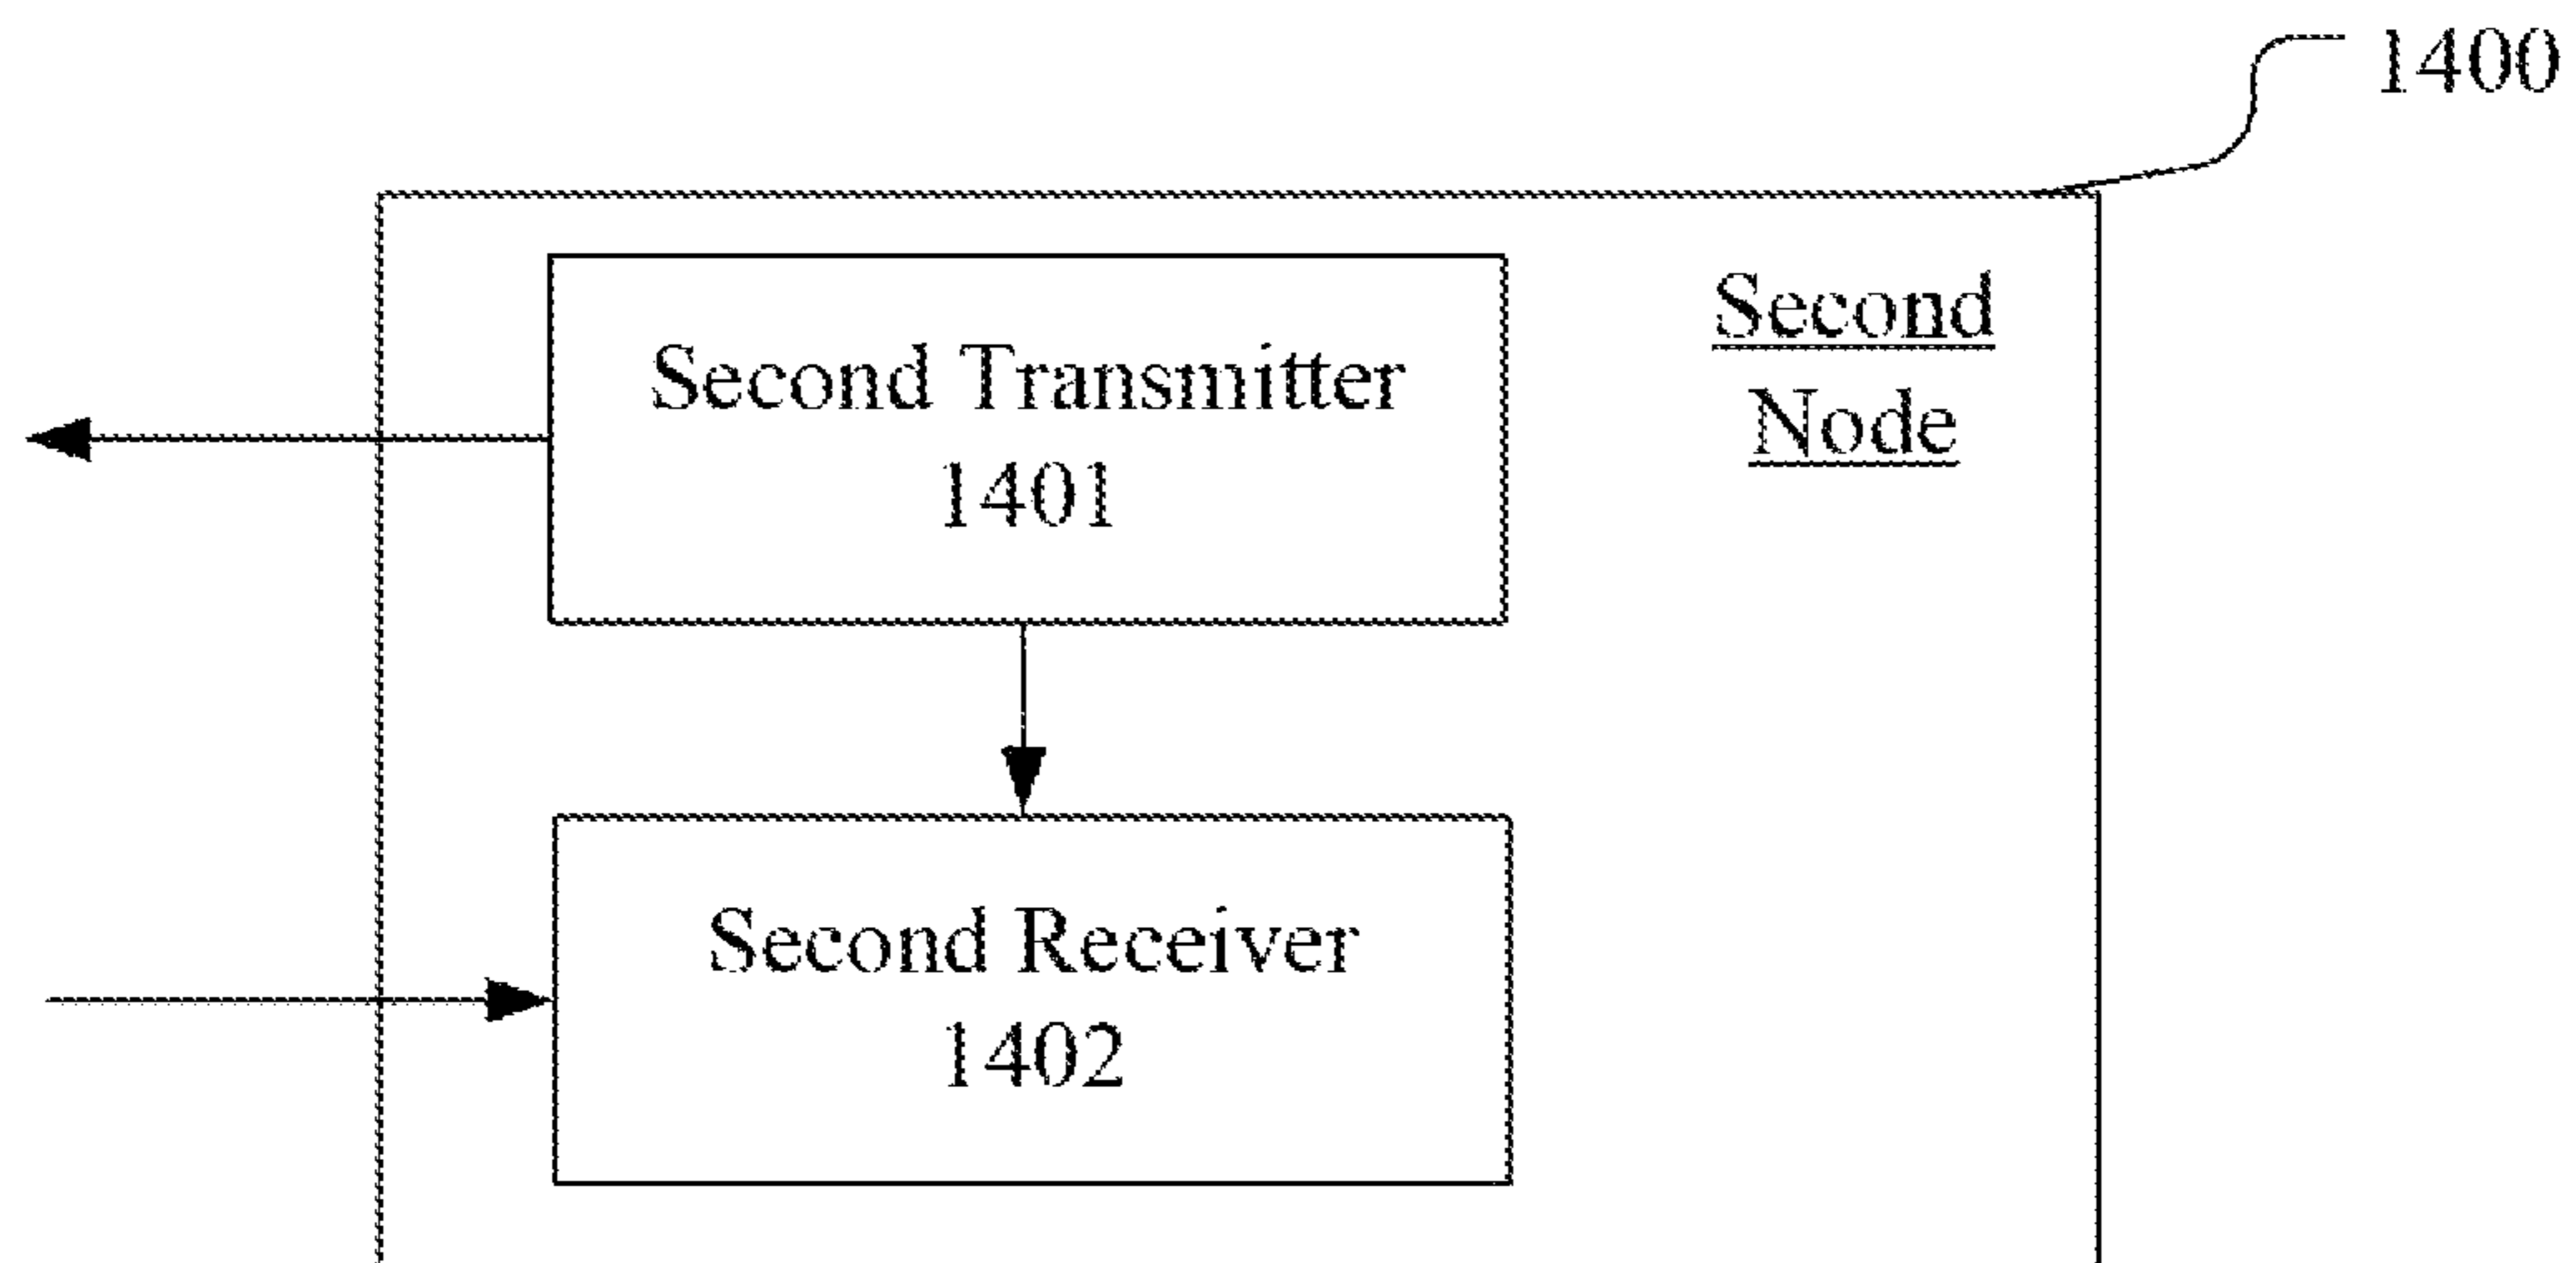 1400
Second
Node
Second Transmitter
1401
Second Receiver
1402